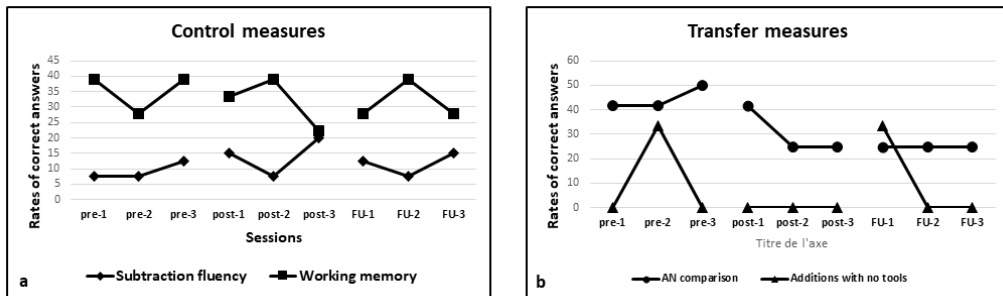 Control measures
Rates of correct answers
45
40
35
30
25
20
15
10
5
0
pre-1 pre-2 pre-3 post-1 post-2 post-3 FU-1 FU-2 FU-3
Sessions
Subtraction fluency Working memory
a
Transfer measures
Rates of correct answers
60
50
40
30
20
10
0
pre-1 pre-2 pre-3 post-1 post-2 post-3 FU-1 FU-2 FU-3
Titre de l'axe
AN comparison Additions with no tools
b